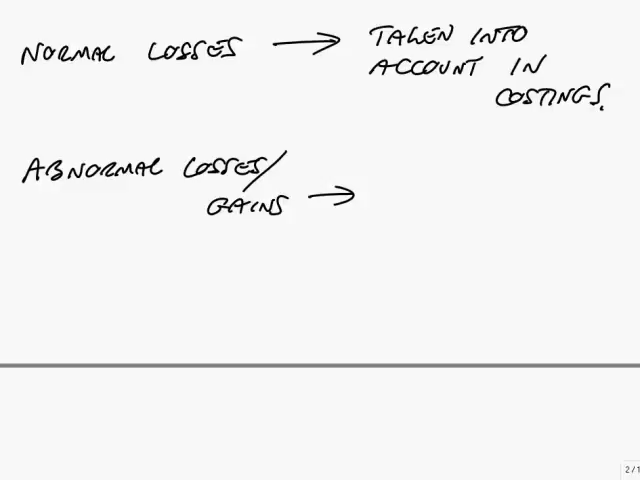 NORMAL LOSSES → TAKEN INTO
ACCOUNT IN
COSTINGS.
ABNORMAL LOSSES/
GAINS →
2/1